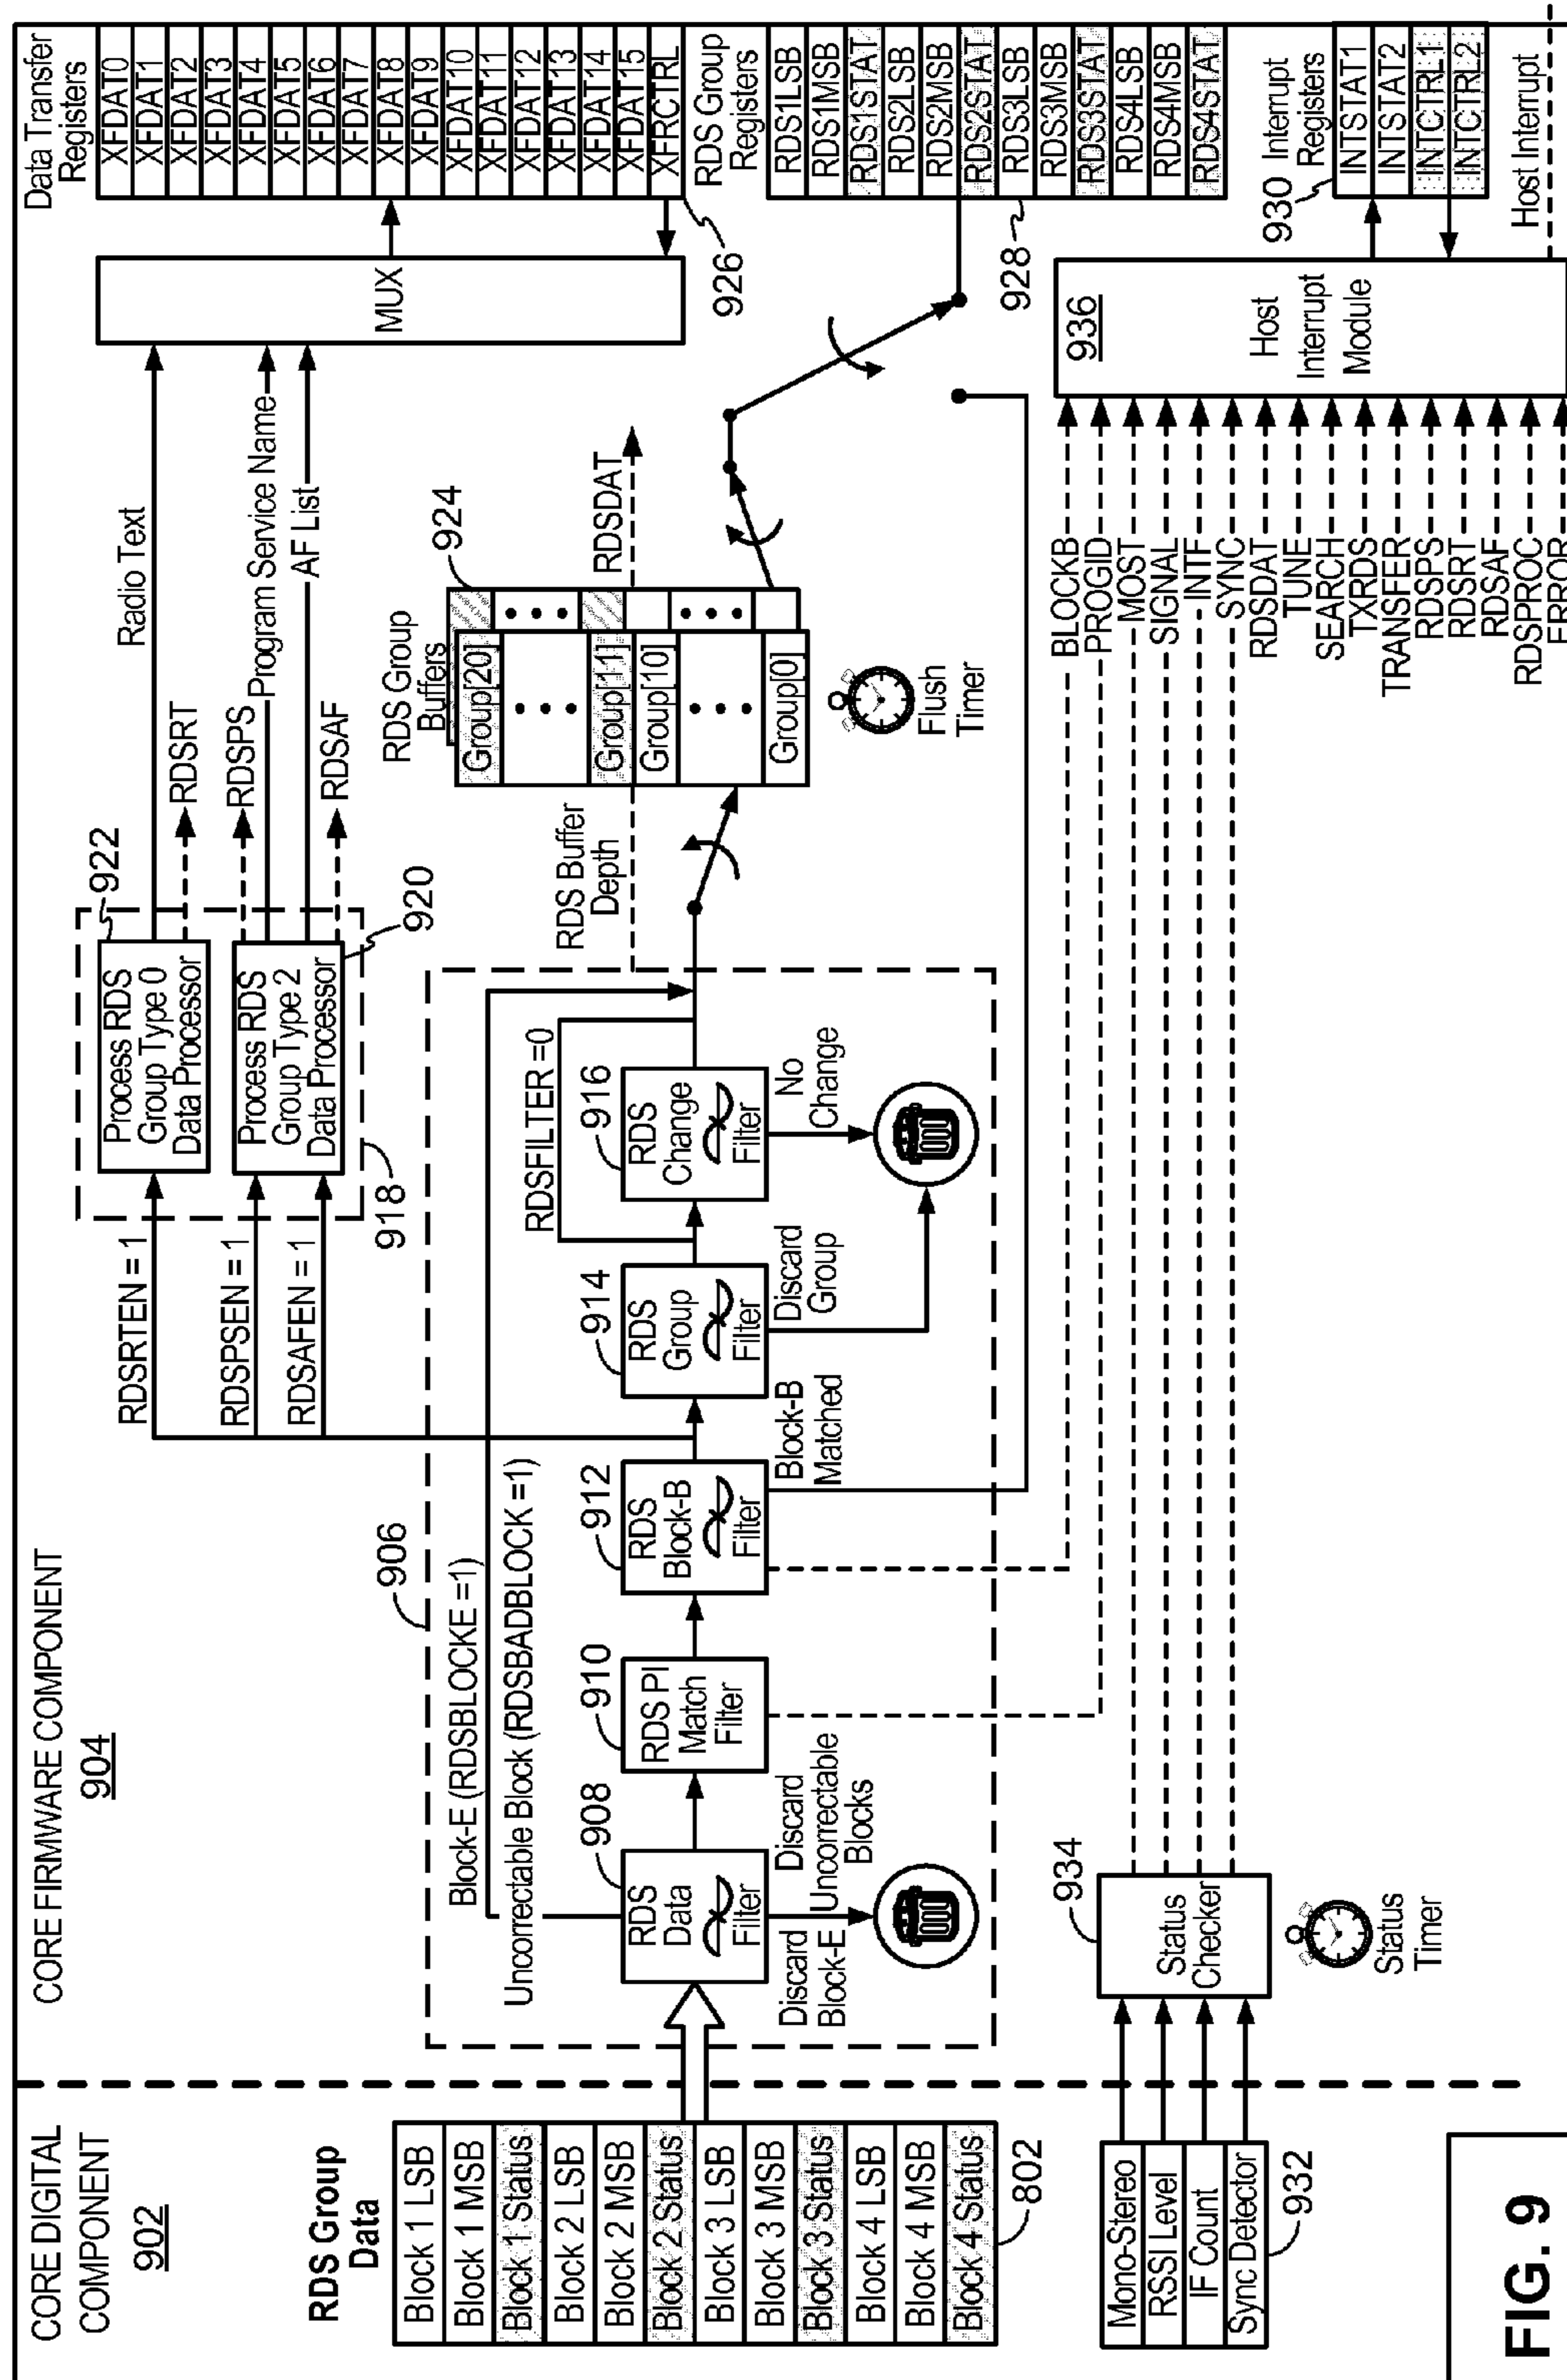 CORE DIGITAL
COMPONENT
902
RDS Group
Data
Block 1 LSB
Block 1 MSB
Block 1 Status
Block 2 LSB
Block 2 MSB
Block 2 Status
Block 3 LSB
Block 3 MSB
Block 3 Status
Block 4 LSB
Block 4 MSB
Block 4 Status
802
Mono-Stereo
RSSI Level
IF Count
Sync Detector
932
FIG. 9
CORE FIRMWARE COMPONENT
904
906
Block-E (RDSBLOCKE =1)
Uncorrectable Block (RDSBADBLOCK =1)
908
RDS
Data
Filter
Discard
Block-E
Discard
Uncorrectable
Blocks
910
RDS PI
Match
Filter
912
RDS
Block-B
Filter
Block-B
Matched
914
RDS
Group
Filter
Discard
Group
RDSFILTER =0
916
RDS
Change
Filter
No
Change
934
Status
Checker
Status
Timer
RDSRTEN = 1
RDSPSEN = 1
RDSAFEN = 1
918
Process RDS
Group Type 0
Data Processor
922
Process RDS
Group Type 2
Data Processor
920
RDSRT
RDSPS
RDSAF
Radio Text
Program Service Name
AF List
RDS Buffer
Depth
RDS Group
Buffers
924
Group[20]
Group[11]
Group[10]
Group[0]
RDSDAT
Flush
Timer
MUX
Data Transfer
Registers
XFDAT0
XFDAT1
XFDAT2
XFDAT3
XFDAT4
XFDAT5
XFDAT6
XFDAT7
XFDAT8
XFDAT9
XFDAT10
XFDAT11
XFDAT12
XFDAT13
XFDAT14
XFDAT15
XFRCTRL
926
RDS Group
Registers
RDS1LSB
RDS1MSB
RDS1STAT
RDS2LSB
RDS2MSB
RDS2STAT
RDS3LSB
RDS3MSB
RDS3STAT
RDS4LSB
RDS4MSB
RDS4STAT
928
BLOCKB
PROGID
MOST
SIGNAL
INTF
SYNC
RDSDAT
TUNE
SEARCH
TXRDS
TRANSFER
RDSPS
RDSRT
RDSAF
RDSPROC
ERROR
936
Host
Interrupt
Module
930 Interrupt
Registers
INTSTAT1
INTSTAT2
INTCTRL1
INTCTRL2
Host Interrupt